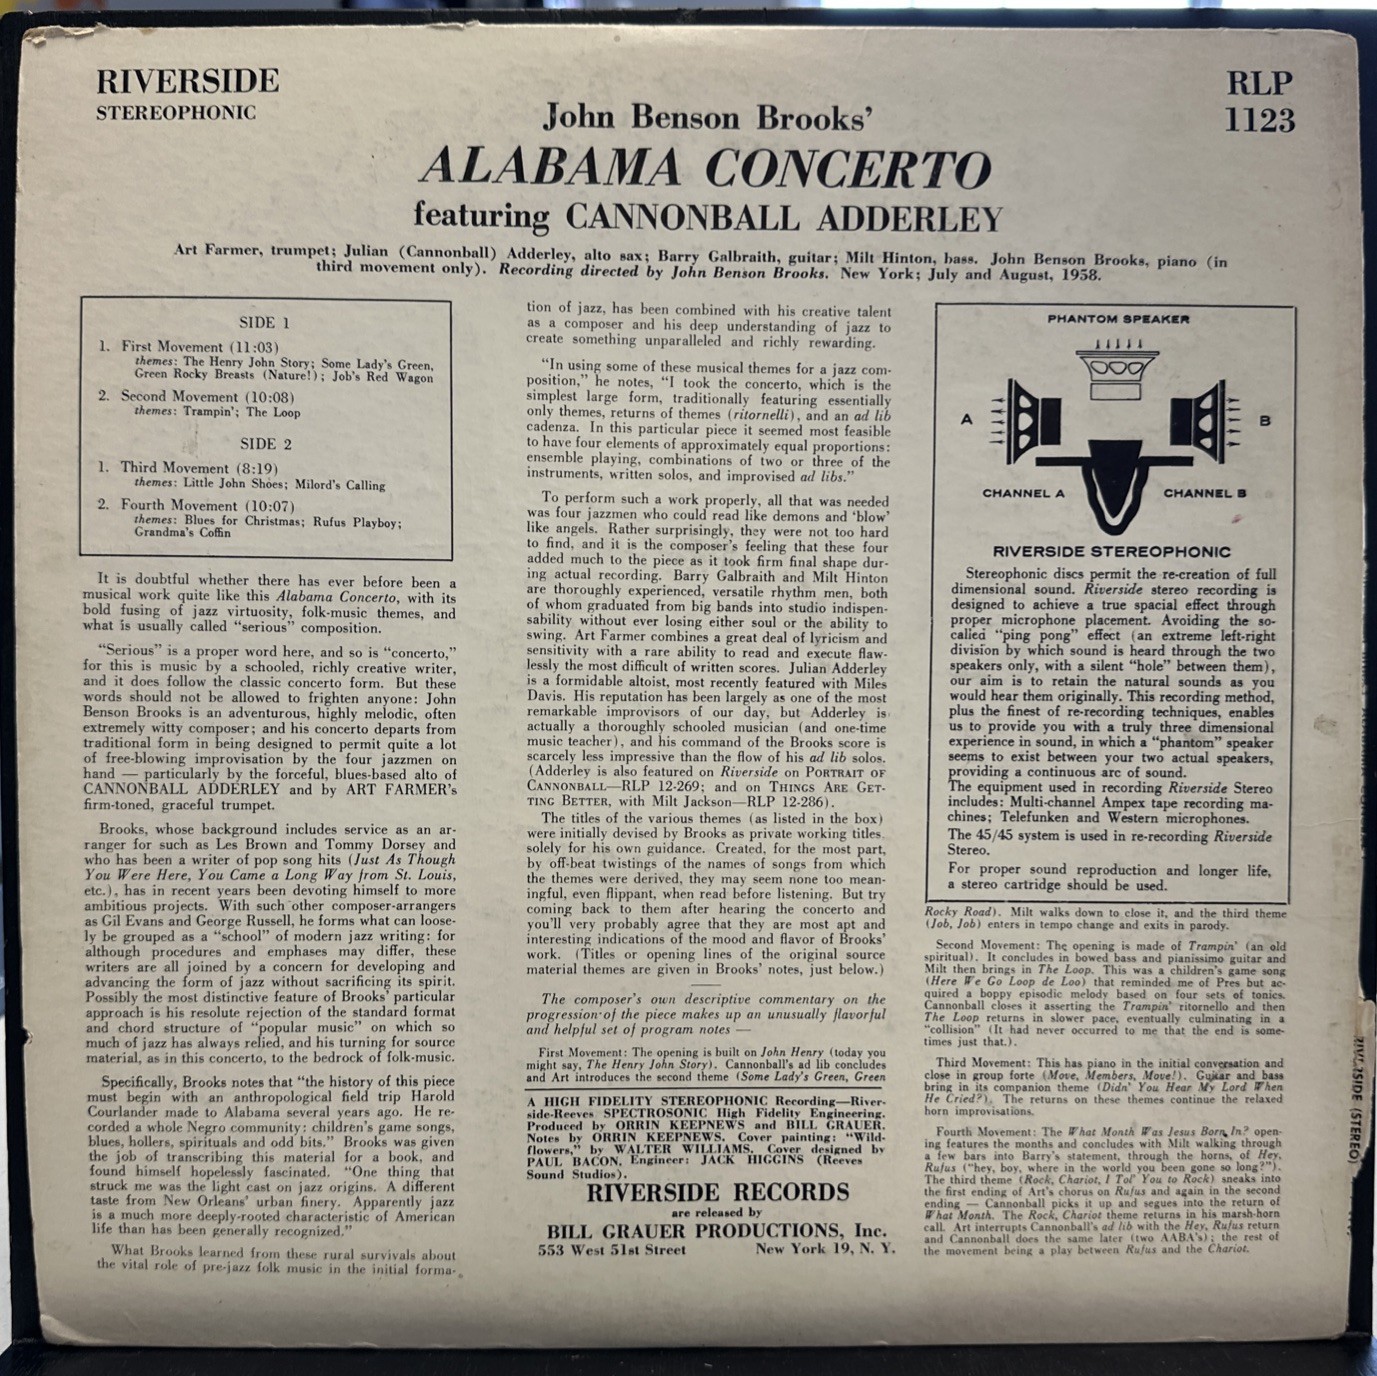 RIVERSIDE
STEREOPHONIC
RLP
1123
John Benson Brooks'
ALABAMA CONCERTO
featuring CANNONBALL ADDERLEY
Art Farmer, trumpet; Julian (Cannonball) Adderley, alto sax; Barry Galbraith, guitar; Milt Hinton, bass. John Benson Brooks, piano (in
third movement only). Recording directed by John Benson Brooks. New York; July and August, 1958.
SIDE 1
1. First Movement (11:03)
themes: The Henry John Story; Some Lady's Green,
Green Rocky Breasts (Nature!); Job's Red Wagon
2. Second Movement (10:08)
themes: Trampin'; The Loop
SIDE 2
1. Third Movement (8:19)
themes: Little John Shoes; Milord's Calling
2. Fourth Movement (10:07)
themes: Blues for Christmas; Rufus Playboy;
Grandma's Coffin
It is doubtful whether there has ever before been a
musical work quite like this Alabama Concerto, with its
bold fusing of jazz virtuosity, folk-music themes, and
what is usually called "serious" composition.
"Serious" is a proper word here, and so is "concerto,"
for this is music by a schooled, richly creative writer,
and it does follow the classic concerto form. But these
words should not be allowed to frighten anyone: John
Benson Brooks is an adventurous, highly melodic, often
extremely witty composer; and his concerto departs from
traditional form in being designed to permit quite a lot
of free-blowing improvisation by the four jazzmen on
hand — particularly by the forceful, blues-based alto of
CANNONBALL ADDERLEY and by ART FARMER's
firm-toned, graceful trumpet.
Brooks, whose background includes service as an ar-
ranger for such as Les Brown and Tommy Dorsey and
who has been a writer of pop song hits (Just As Though
You Were Here, You Came a Long Way from St. Louis,
etc.), has in recent years been devoting himself to more
ambitious projects. With such other composer-arrangers
as Gil Evans and George Russell, he forms what can loose-
ly be grouped as a "school" of modern jazz writing: for
although procedures and emphases may differ, these
writers are all joined by a concern for developing and
advancing the form of jazz without sacrificing its spirit.
Possibly the most distinctive feature of Brooks' particular
approach is his resolute rejection of the standard format
and chord structure of "popular music" on which so
much of jazz has always relied, and his turning for source
material, as in this concerto, to the bedrock of folk-music.
Specifically, Brooks notes that "the history of this piece
must begin with an anthropological field trip Harold
Courlander made to Alabama several years ago. He re-
corded a whole Negro community: children's game songs,
blues, hollers, spirituals and odd bits." Brooks was given
the job of transcribing this material for a book, and
found himself hopelessly fascinated. "One thing that
struck me was the light cast on jazz origins. A different
taste from New Orleans' urban finery. Apparently jazz
is a much more deeply-rooted characteristic of American
life than has been generally recognized."
What Brooks learned from these rural survivals about
the vital role of pre-jazz folk music in the initial forma-
tion of jazz, has been combined with his creative talent
as a composer and his deep understanding of jazz to
create something unparalleled and richly rewarding.
"In using some of these musical themes for a jazz com-
position," he notes, "I took the concerto, which is the
simplest large form, traditionally featuring essentially
only themes, returns of themes (ritornelli), and an ad lib
cadenza. In this particular piece it seemed most feasible
to have four elements of approximately equal proportions:
ensemble playing, combinations of two or three of the
instruments, written solos, and improvised ad libs."
To perform such a work properly, all that was needed
was four jazzmen who could read like demons and 'blow'
like angels. Rather surprisingly, they were not too hard
to find, and it is the composer's feeling that these four
added much to the piece as it took firm final shape dur-
ing actual recording. Barry Galbraith and Milt Hinton
are thoroughly experienced, versatile rhythm men, both
of whom graduated from big bands into studio indispen-
sability without ever losing either soul or the ability to
swing. Art Farmer combines a great deal of lyricism and
sensitivity with a rare ability to read and execute flaw-
lessly the most difficult of written scores. Julian Adderley
is a formidable altoist, most recently featured with Miles
Davis. His reputation has been largely as one of the most
remarkable improvisors of our day, but Adderley is
actually a thoroughly schooled musician (and one-time
music teacher), and his command of the Brooks score is
scarcely less impressive than the flow of his ad lib solos.
(Adderley is also featured on Riverside on PORTRAIT OF
CANNONBALL—RLP 12-269; and on THINGS ARE GET-
TING BETTER, with Milt Jackson—RLP 12-286).
The titles of the various themes (as listed in the box)
were initially devised by Brooks as private working titles
solely for his own guidance. Created, for the most part,
by off-beat twistings of the names of songs from which
the themes were derived, they may seem none too mean-
ingful, even flippant, when read before listening. But try
coming back to them after hearing the concerto and
you'll very probably agree that they are most apt and
interesting indications of the mood and flavor of Brooks'
work. (Titles or opening lines of the original source
material themes are given in Brooks' notes, just below.)
The composer's own descriptive commentary on the
progression of the piece makes up an unusually flavorful
and helpful set of program notes —
First Movement: The opening is built on John Henry (today you
might say, The Henry John Story). Cannonball's ad lib concludes
and Art introduces the second theme (Some Lady's Green, Green
A HIGH FIDELITY STEREOPHONIC Recording—River-
side-Reeves SPECTROSONIC High Fidelity Engineering.
Produced by ORRIN KEEPNEWS and BILL GRAUER.
Notes by ORRIN KEEPNEWS. Cover painting: "Wild-
flowers," by WALTER WILLIAMS. Cover designed by
PAUL BACON. Engineer: JACK HIGGINS (Reeves
Sound Studios).
RIVERSIDE RECORDS
are released by
BILL GRAUER PRODUCTIONS, Inc.
553 West 51st Street New York 19, N. Y.
PHANTOM SPEAKER
A
B
CHANNEL A
CHANNEL B
RIVERSIDE STEREOPHONIC
Stereophonic discs permit the re-creation of full
dimensional sound. Riverside stereo recording is
designed to achieve a true spacial effect through
proper microphone placement. Avoiding the so-
called "ping pong" effect (an extreme left-right
division by which sound is heard through the two
speakers only, with a silent "hole" between them),
our aim is to retain the natural sounds as you
would hear them originally. This recording method,
plus the finest of re-recording techniques, enables
us to provide you with a truly three dimensional
experience in sound, in which a "phantom" speaker
seems to exist between your two actual speakers,
providing a continuous arc of sound.
The equipment used in recording Riverside Stereo
includes: Multi-channel Ampex tape recording ma-
chines; Telefunken and Western microphones.
The 45/45 system is used in re-recording Riverside
Stereo.
For proper sound reproduction and longer life,
a stereo cartridge should be used.
Rocky Road). Milt walks down to close it, and the third theme
(Job, Job) enters in tempo change and exits in parody.
Second Movement: The opening is made of Trampin' (an old
spiritual). It concludes in bowed bass and pianissimo guitar and
Milt then brings in The Loop. This was a children's game song
(Here We Go Loop de Loo) that reminded me of Pres but ac-
quired a boppy episodic melody based on four sets of tonics.
Cannonball closes it asserting the Trampin' ritornello and then
The Loop returns in slower pace, eventually culminating in a
"collision" (It had never occurred to me that the end is some-
times just that.).
Third Movement: This has piano in the initial conversation and
close in group forte (Move, Members, Move!). Guitar and bass
bring in its companion theme (Didn' You Hear My Lord When
He Cried?). The returns on these themes continue the relaxed
horn improvisations.
Fourth Movement: The What Month Was Jesus Born In? open-
ing features the months and concludes with Milt walking through
a few bars into Barry's statement, through the horns, of Hey,
Rufus ("hey, boy, where in the world you been gone so long?").
The third theme (Rock, Chariot, I Tol' You to Rock) sneaks into
the first ending of Art's chorus on Rufus and again in the second
ending — Cannonball picks it up and segues into the return of
What Month. The Rock, Chariot theme returns in his marsh-horn
call. Art interrupts Cannonball's ad lib with the Hey, Rufus return
and Cannonball does the same later (two AABA's); the rest of
the movement being a play between Rufus and the Chariot.
(STEREO)